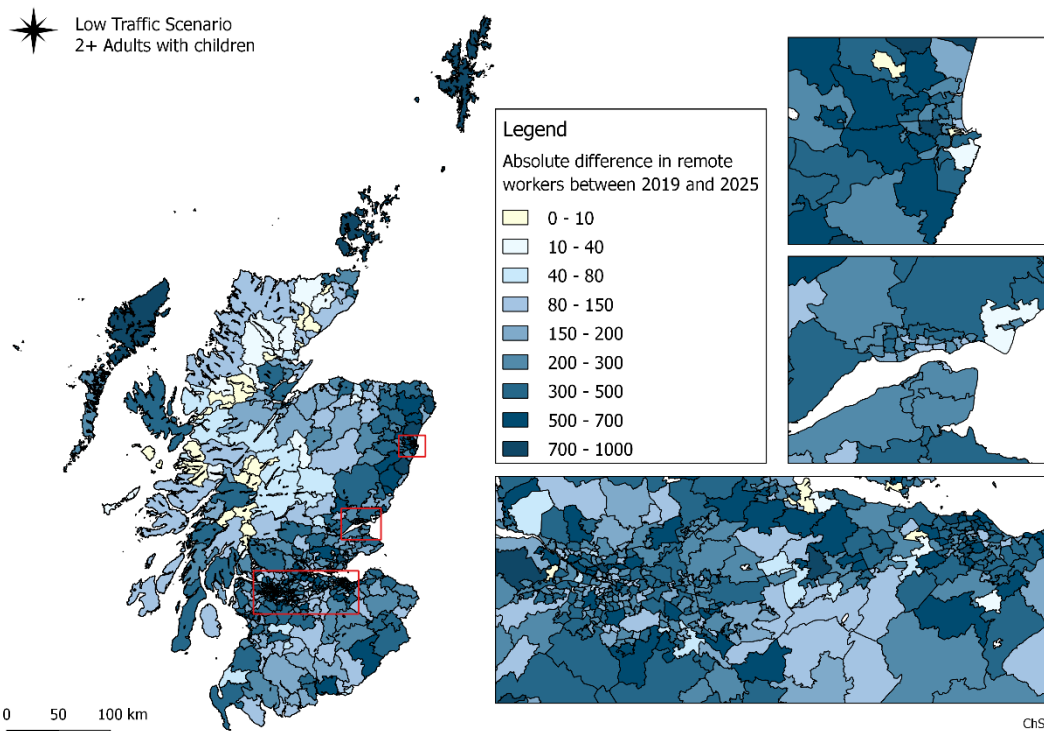 Low Traffic Scenario
2+ Adults with children
Legend
Absolute difference in remote
workers between 2019 and 2025
0 - 10
10 - 40
40 - 80
80 - 150
150 - 200
200 - 300
300 - 500
500 - 700
700 - 1000
0 50 100 km
ChS